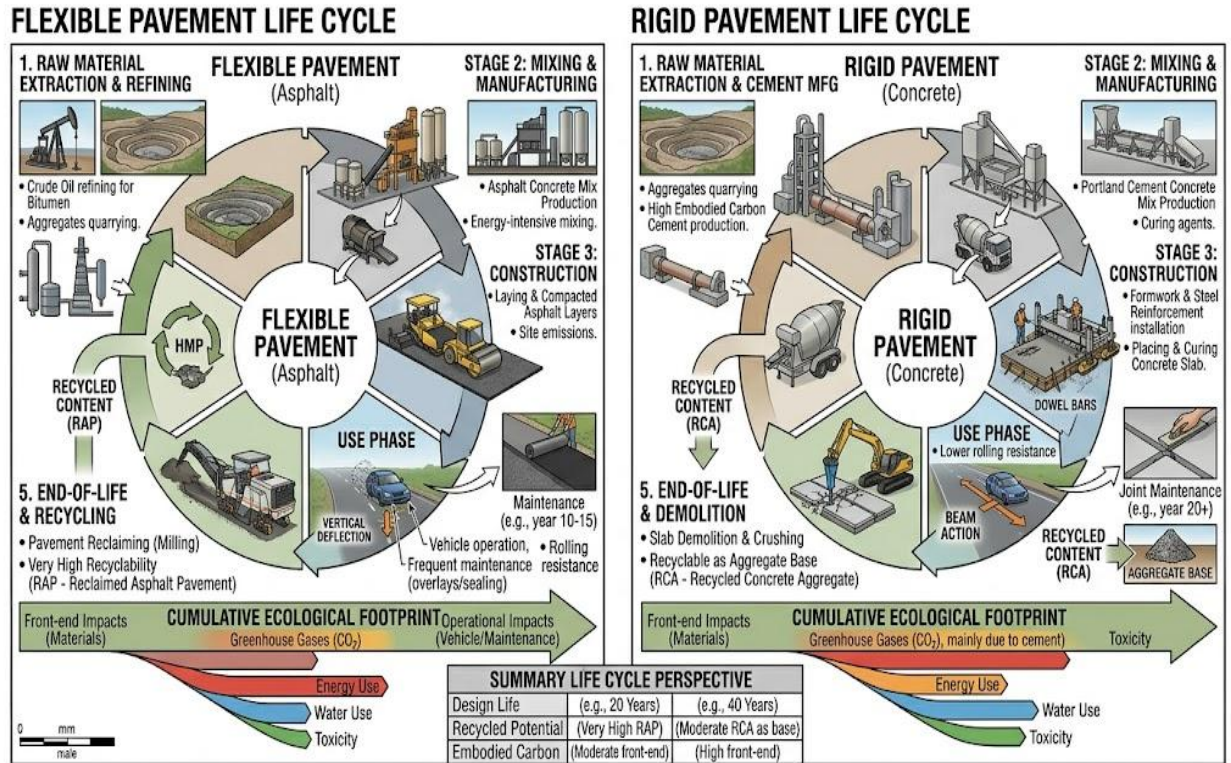 FLEXIBLE PAVEMENT LIFE CYCLE
1. RAW MATERIAL
EXTRACTION & REFINING
FLEXIBLE PAVEMENT
(Asphalt)
STAGE 2: MIXING &
MANUFACTURING
• Crude Oil refining for
Bitumen
• Aggregates quarrying.
• Asphalt Concrete Mix
Production
• Energy-intensive mixing.
STAGE 3:
CONSTRUCTION
• Laying & Compacted
Asphalt Layers
• Site emissions.
FLEXIBLE
PAVEMENT
(Asphalt)
HMP
RECYCLED
CONTENT
(RAP)
USE PHASE
VERTICAL
DEFLECTION
Maintenance
(e.g., year 10-15)
• Vehicle operation,
Frequent maintenance
(overlays/sealing)
• Rolling
resistance
5. END-OF-LIFE
& RECYCLING
• Pavement Reclaiming (Milling)
• Very High Recyclability
(RAP - Reclaimed Asphalt Pavement)
Front-end Impacts
(Materials)
CUMULATIVE ECOLOGICAL FOOTPRINT
Greenhouse Gases (CO₂)
Operational Impacts
(Vehicle/Maintenance)
Energy Use
Water Use
Toxicity
0 mm
male
RIGID PAVEMENT LIFE CYCLE
1. RAW MATERIAL
EXTRACTION & CEMENT MFG
RIGID PAVEMENT
(Concrete)
STAGE 2: MIXING &
MANUFACTURING
• Aggregates quarrying
• High Embodied Carbon
Cement production.
• Portland Cement Concrete
Mix Production
• Curing agents.
STAGE 3:
CONSTRUCTION
• Formwork & Steel
Reinforcement
installation
• Placing & Curing
Concrete Slab.
RIGID
PAVEMENT
(Concrete)
DOWEL BARS
RECYCLED
CONTENT
(RCA)
USE PHASE
• Lower rolling resistance
BEAM
ACTION
Joint Maintenance
(e.g., year 20+)
RECYCLED
CONTENT
(RCA)
AGGREGATE BASE
5. END-OF-LIFE
& DEMOLITION
• Slab Demolition & Crushing
• Recyclable as Aggregate Base
(RCA - Recycled Concrete Aggregate)
Front-end Impacts
(Materials)
CUMULATIVE ECOLOGICAL FOOTPRINT
Greenhouse Gases (CO₂), mainly due to cement)
Toxicity
Energy Use
Water Use
Toxicity
SUMMARY LIFE CYCLE PERSPECTIVE
Design Life (e.g., 20 Years) (e.g., 40 Years)
Recycled Potential (Very High RAP) (Moderate RCA as base)
Embodied Carbon (Moderate front-end) (High front-end)